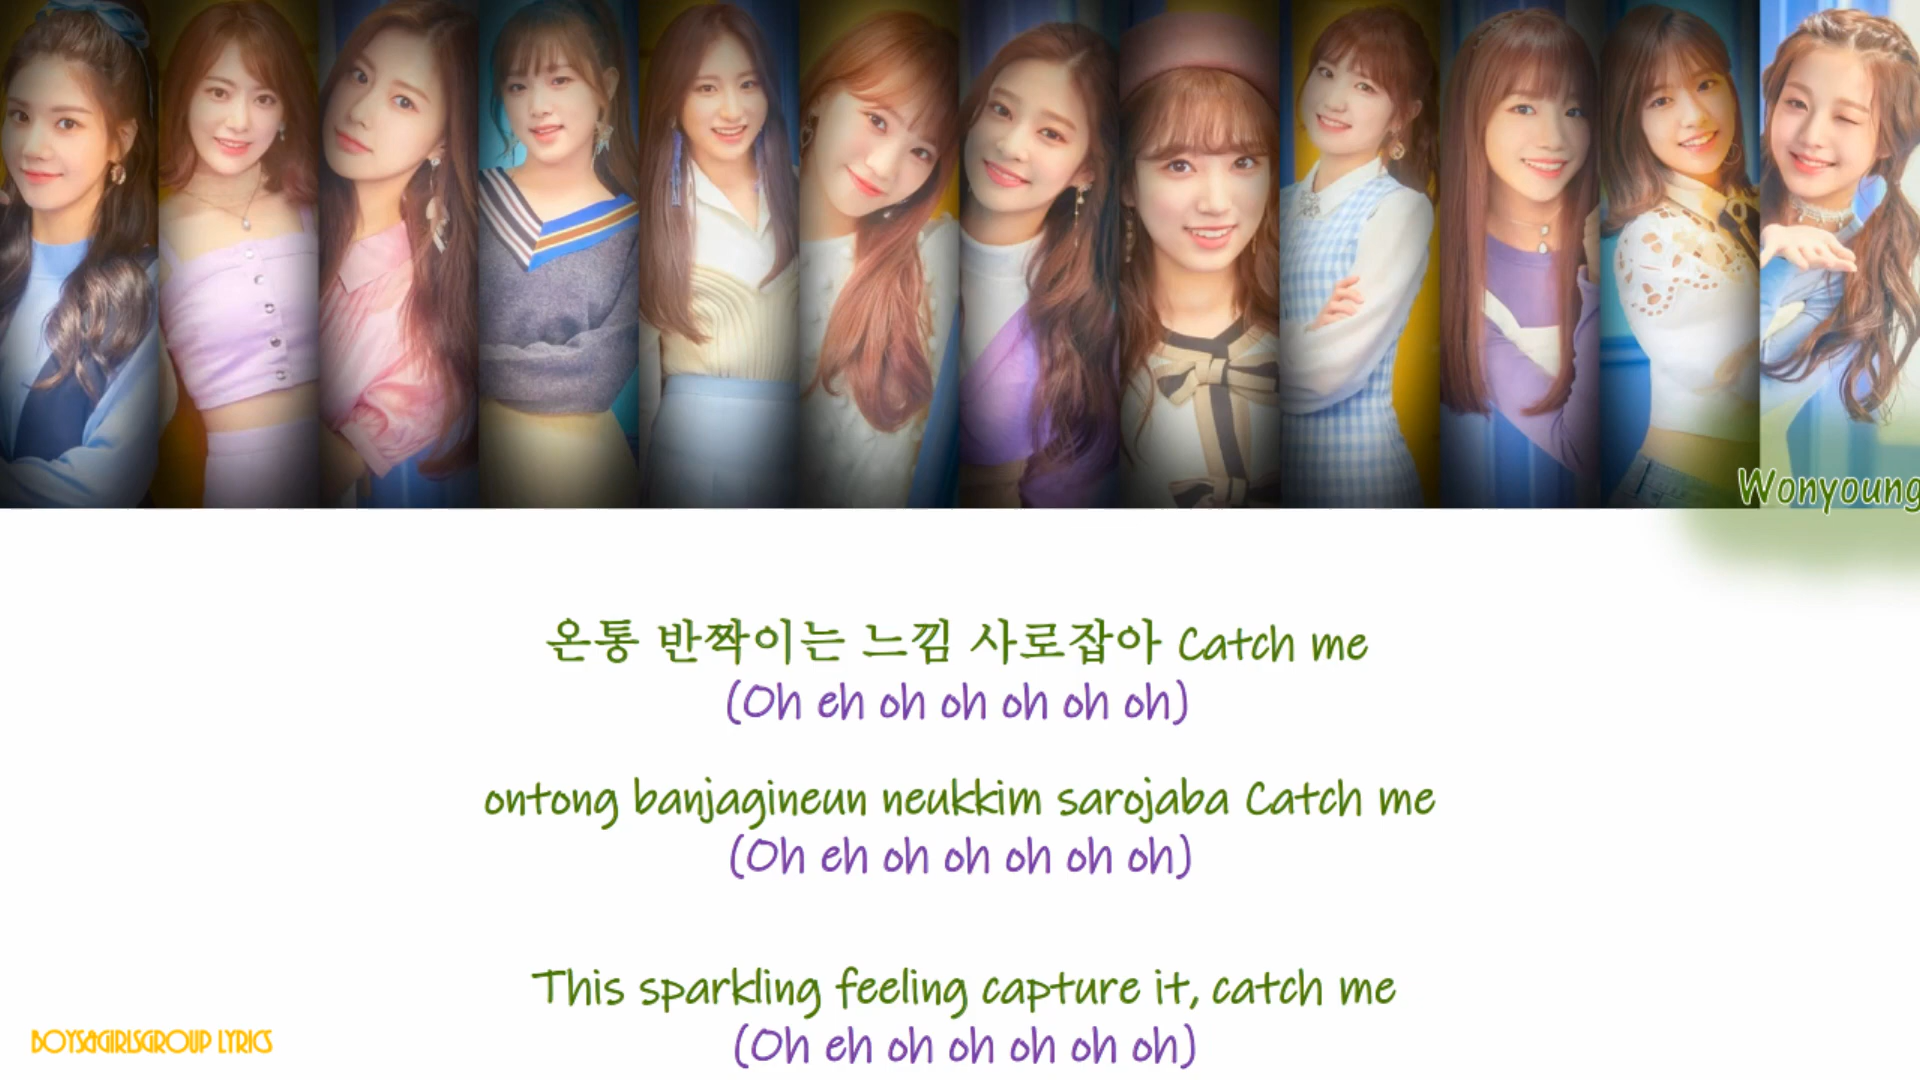 Wonyoung
온통 반짝이는 느낌 사로잡아 Catch me
(Oh eh oh oh oh oh oh)
ontong banjagineun neukkim sarojaba Catch me
(Oh eh oh oh oh oh oh)
This sparkling feeling capture it, catch me
(Oh eh oh oh oh oh oh)
BOYS&GIRLSGROUP LYRICS